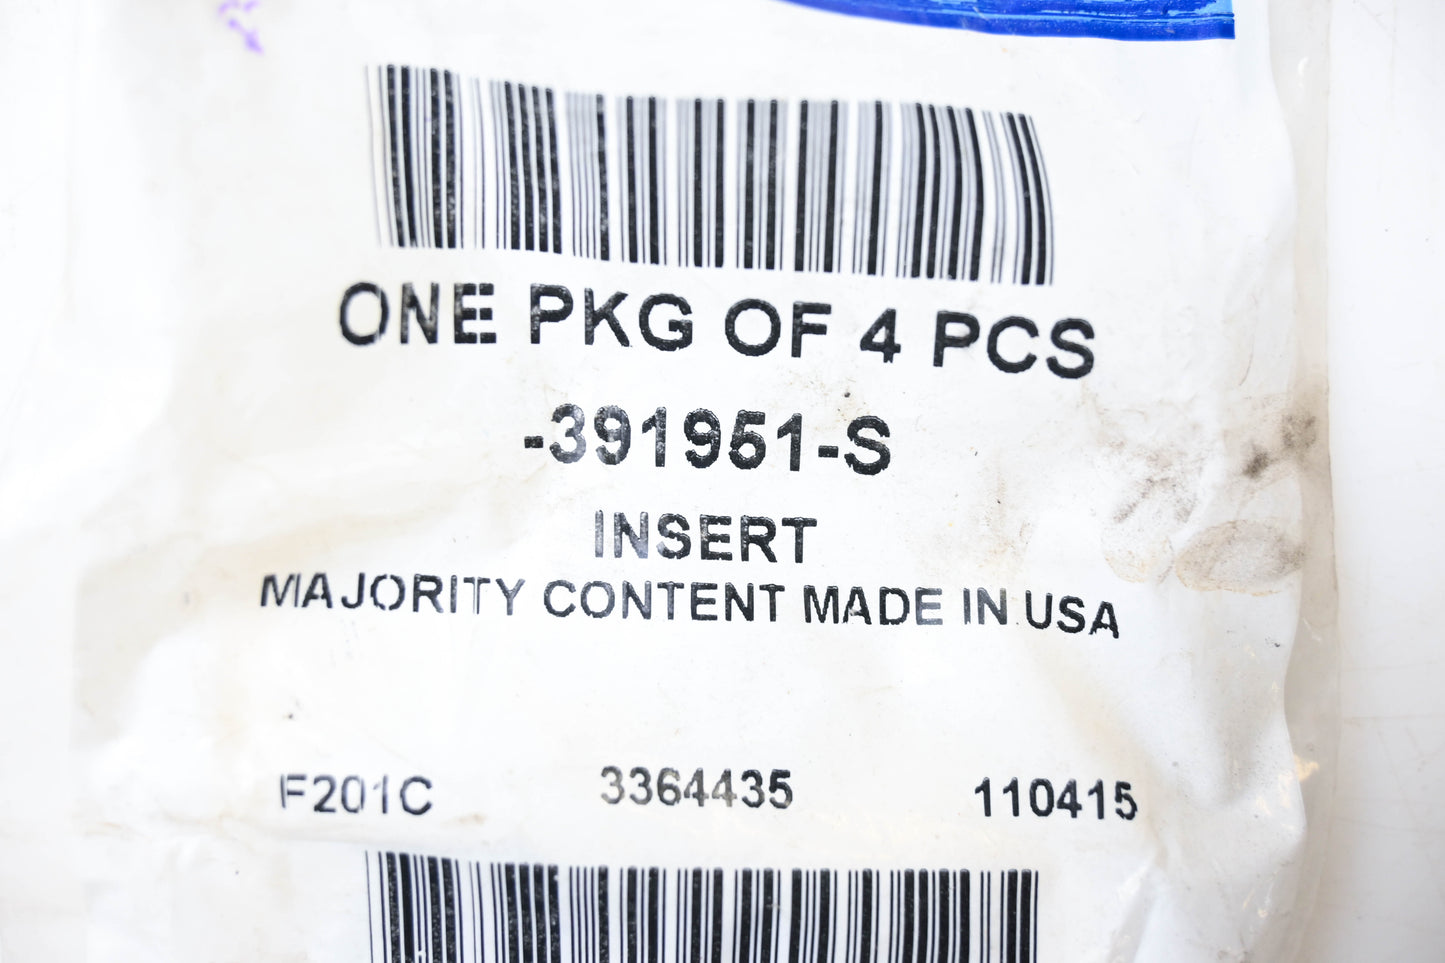 ONE PKG OF 4 PCS
-391951-S
INSERT
MAJORITY CONTENT MADE IN USA
F201C 3364435 110415